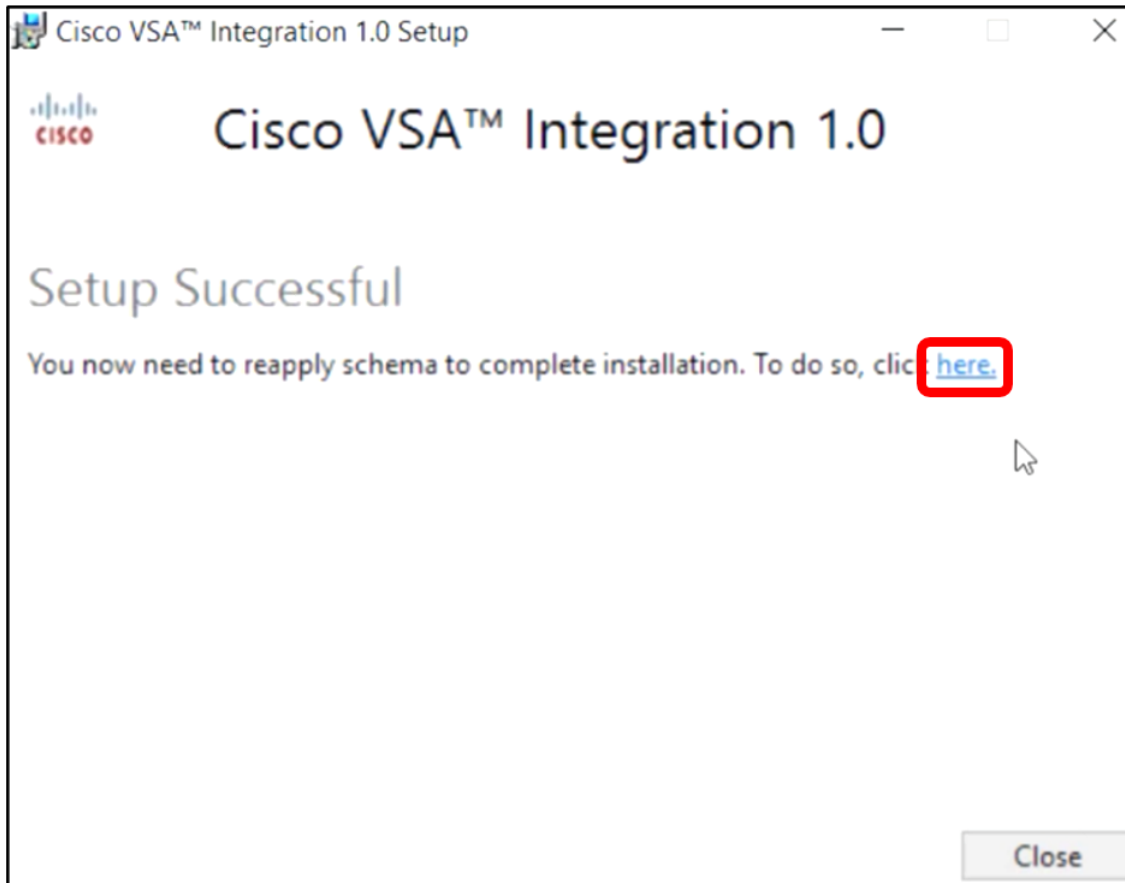 Cisco VSA™ Integration 1.0 Setup
CISCO
Cisco VSA™ Integration 1.0
Setup Successful
You now need to reapply schema to complete installation. To do so, clic here.
Close